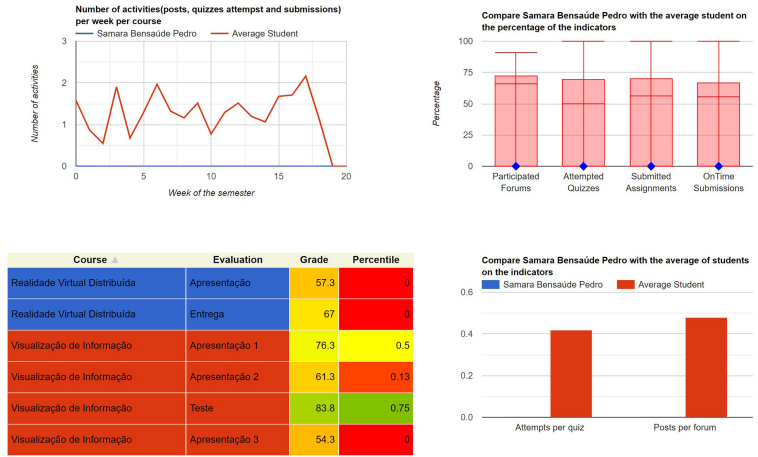 Number of activities(posts, quizzes attempst and submissions)
per week per course
Samara Bensaúde Pedro
Average Student
Number of activities
3
2
1
0
0
5
10
15
20
Week of the semester
Compare Samara Bensaúde Pedro with the average student on
the percentage of the indicators
Percentage
100
75
50
25
0
Participated
Forums
Attempted
Quizzes
Submitted
Assignments
OnTime
Submissions
Course Evaluation Grade Percentile
Realidade Virtual Distribuída Apresentação 57.3 0
Realidade Virtual Distribuída Entrega 67 0
Visualização de Informação Apresentação 1 76.3 0.5
Visualização de Informação Apresentação 2 61.3 0.13
Visualização de Informação Teste 83.8 0.75
Visualização de Informação Apresentação 3 54.3 0
Compare Samara Bensaúde Pedro with the average of students
on the indicators
Samara Bensaúde Pedro
Average Student
0.6
0.4
0.2
0.0
Attempts per quiz
Posts per forum